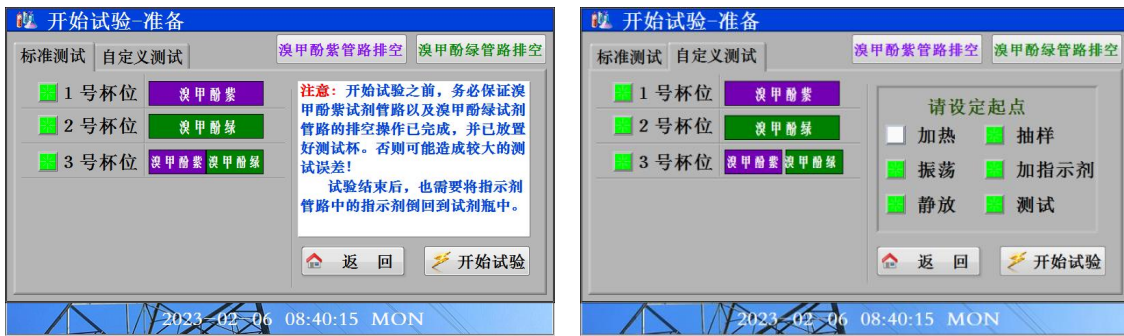 开始试验-准备
标准测试 自定义测试 溴甲酚紫管路排空 溴甲酚绿管路排空
1 号杯位 溴甲酚紫
2 号杯位 溴甲酚绿
3 号杯位 溴甲酚紫 溴甲酚绿
注意：开始试验之前，务必保证溴
甲酚紫试剂管路以及溴甲酚绿试剂
管路的排空操作已完成，并已放置
好测试杯。否则可能造成较大的测
试误差！
试验结束后，也需要将指示剂
管路中的指示剂倒回到试剂瓶中。
返 回 开始试验
2023-02-06 08:40:15 MON
开始试验-准备
标准测试 自定义测试 溴甲酚紫管路排空 溴甲酚绿管路排空
1 号杯位 溴甲酚紫
2 号杯位 溴甲酚绿
3 号杯位 溴甲酚紫 溴甲酚绿
请设定起点
加热 抽样
振荡 加指示剂
静放 测试
返 回 开始试验
2023-02-06 08:40:15 MON